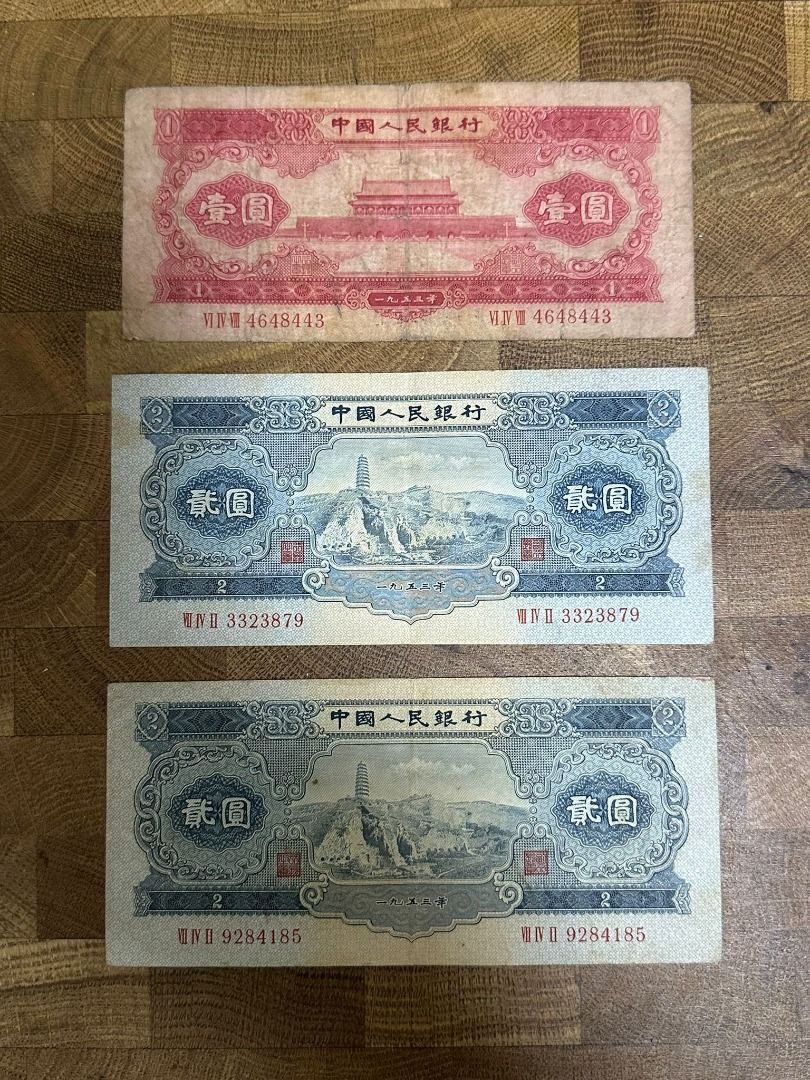 1 中國人民銀行 1
壹圓 壹圓
1 一九五三年 1
VI IV VIII 4648443 VI IV VIII 4648443
2 中國人民銀行 2
貳圓 貳圓
2 一九五三年 2
VII IV II 3323879 VII IV II 3323879
2 中國人民銀行 2
貳圓 貳圓
2 一九五三年 2
VII IV II 9284185 VII IV II 9284185